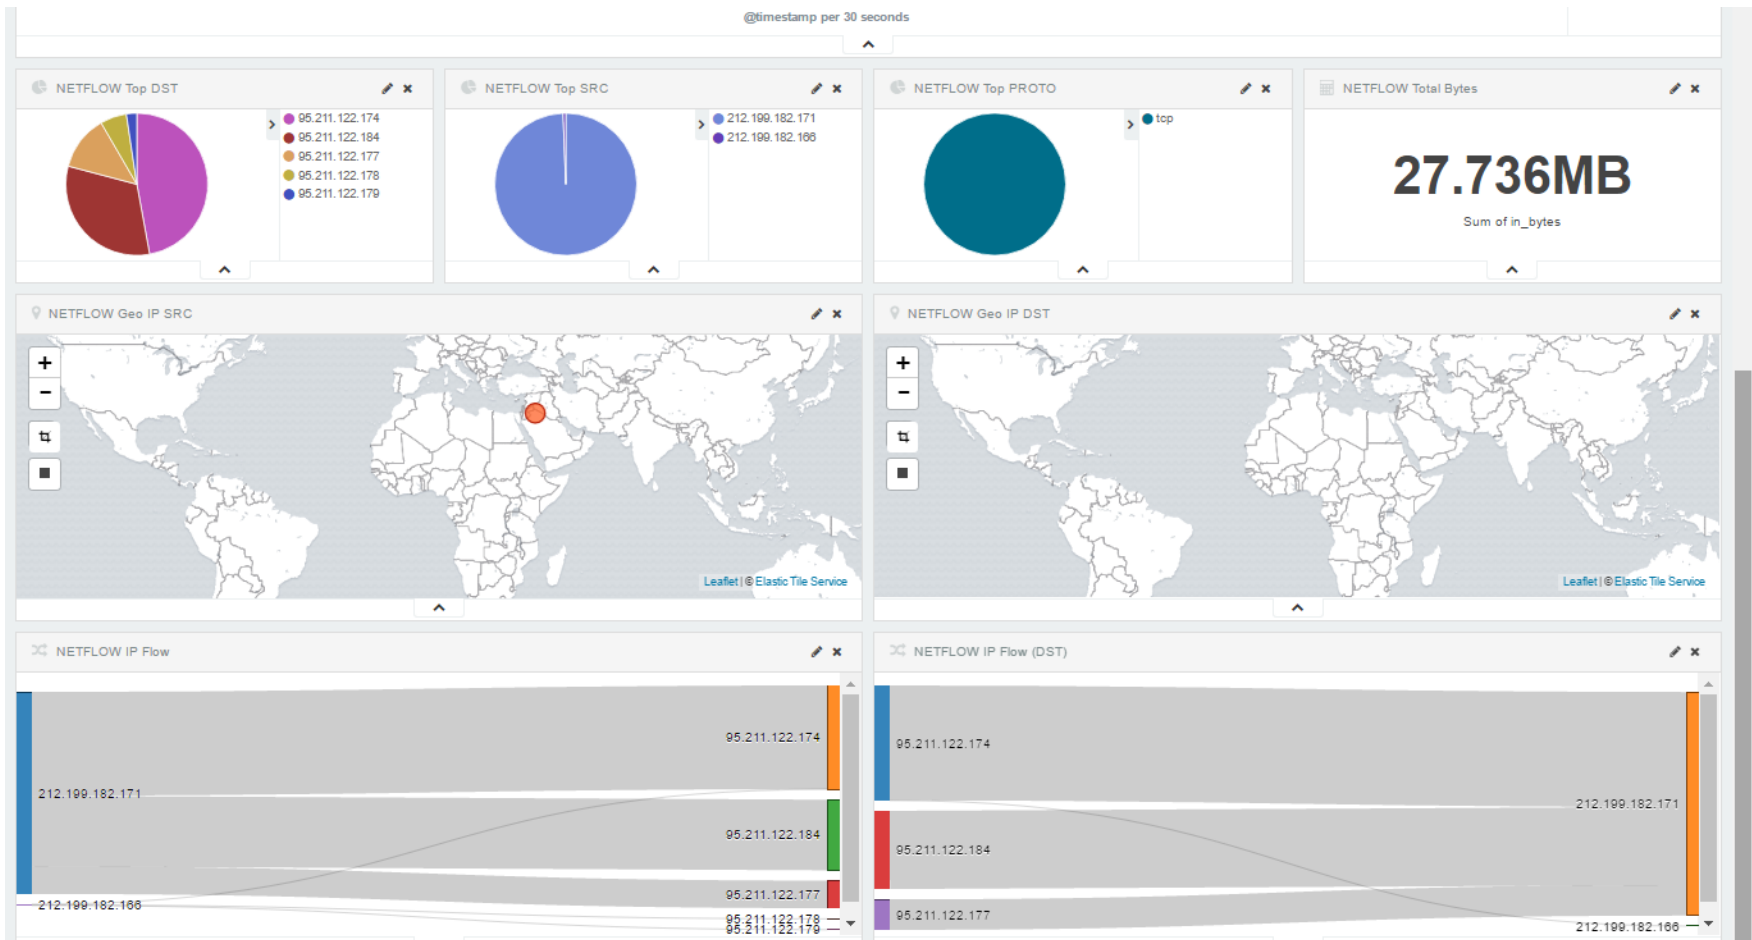 @timestamp per 30 seconds
NETFLOW Top DST
95.211.122.174
95.211.122.184
95.211.122.177
95.211.122.178
95.211.122.179
NETFLOW Top SRC
212.199.182.171
212.199.182.166
NETFLOW Top PROTO
tcp
NETFLOW Total Bytes
27.736MB
Sum of in_bytes
NETFLOW Geo IP SRC
+
−
Leaflet | © Elastic Tile Service
NETFLOW Geo IP DST
+
−
Leaflet | © Elastic Tile Service
NETFLOW IP Flow
95.211.122.174
212.199.182.171
95.211.122.184
95.211.122.177
212.199.182.166
95.211.122.178
95.211.122.179
NETFLOW IP Flow (DST)
95.211.122.174
212.199.182.171
95.211.122.184
95.211.122.177
212.199.182.166